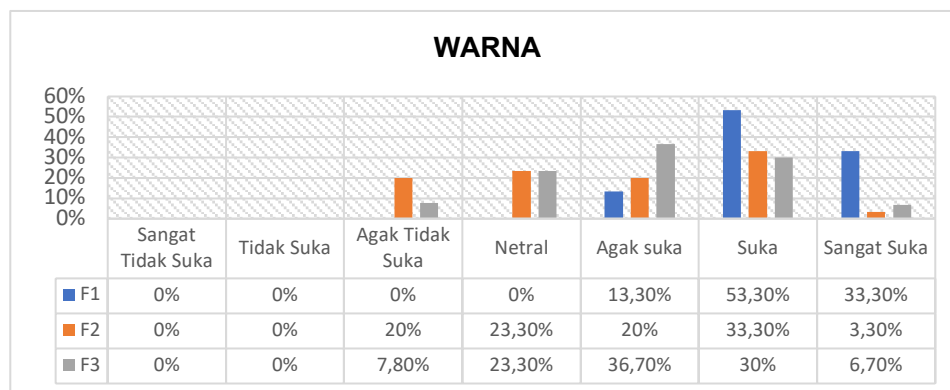 WARNA
60%
50%
40%
30%
20%
10%
0%
Sangat Tidak Suka Tidak Suka Agak Tidak Suka Netral Agak suka Suka Sangat Suka
F1 0% 0% 0% 0% 13,30% 53,30% 33,30%
F2 0% 0% 20% 23,30% 20% 33,30% 3,30%
F3 0% 0% 7,80% 23,30% 36,70% 30% 6,70%